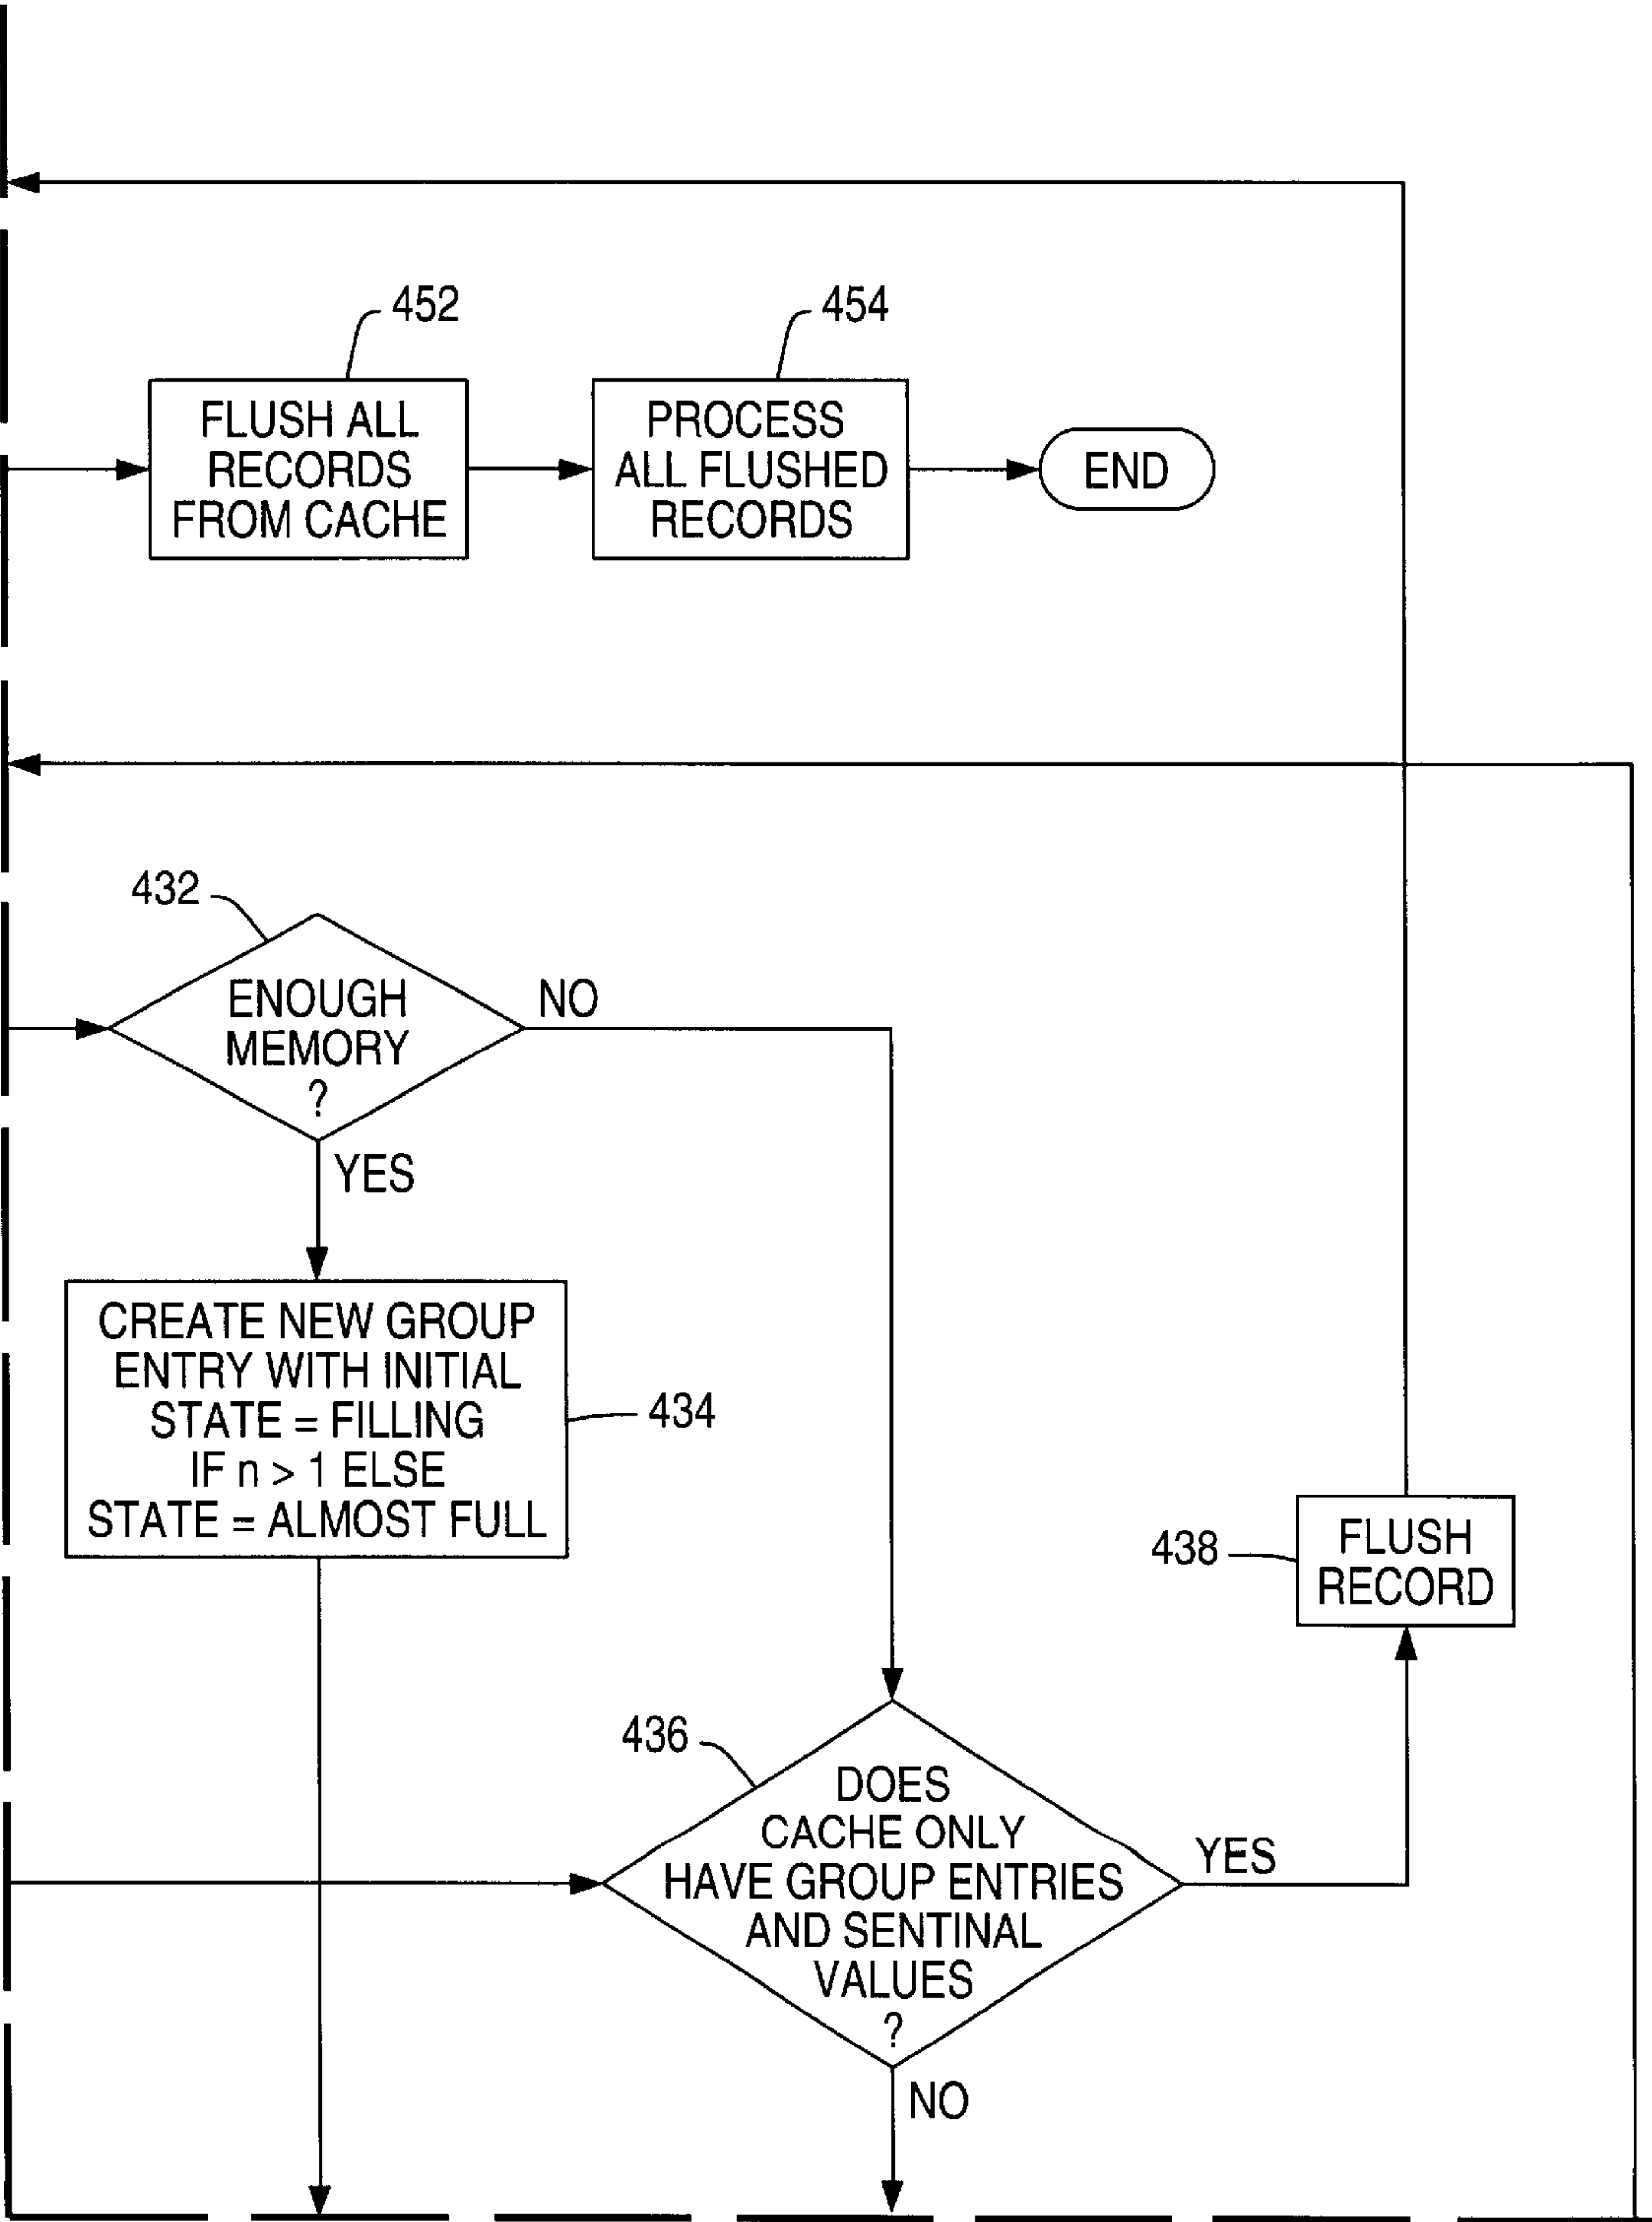 452
454
FLUSH ALL
RECORDS
FROM CACHE
PROCESS
ALL FLUSHED
RECORDS
END
432
ENOUGH
MEMORY
?
NO
YES
CREATE NEW GROUP
ENTRY WITH INITIAL
STATE = FILLING
IF n > 1 ELSE
STATE = ALMOST FULL
434
438
FLUSH
RECORD
436
DOES
CACHE ONLY
HAVE GROUP ENTRIES
AND SENTINAL
VALUES
?
YES
NO